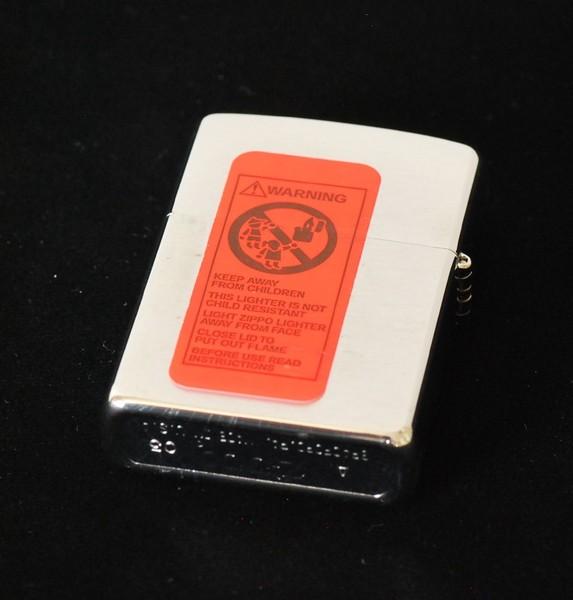 WARNING
KEEP AWAY
FROM CHILDREN
THIS LIGHTER IS NOT
CHILD RESISTANT
LIGHT ZIPPO LIGHTER
AWAY FROM FACE
CLOSE LID TO
PUT OUT FLAME
BEFORE USE READ
INSTRUCTIONS
A
05